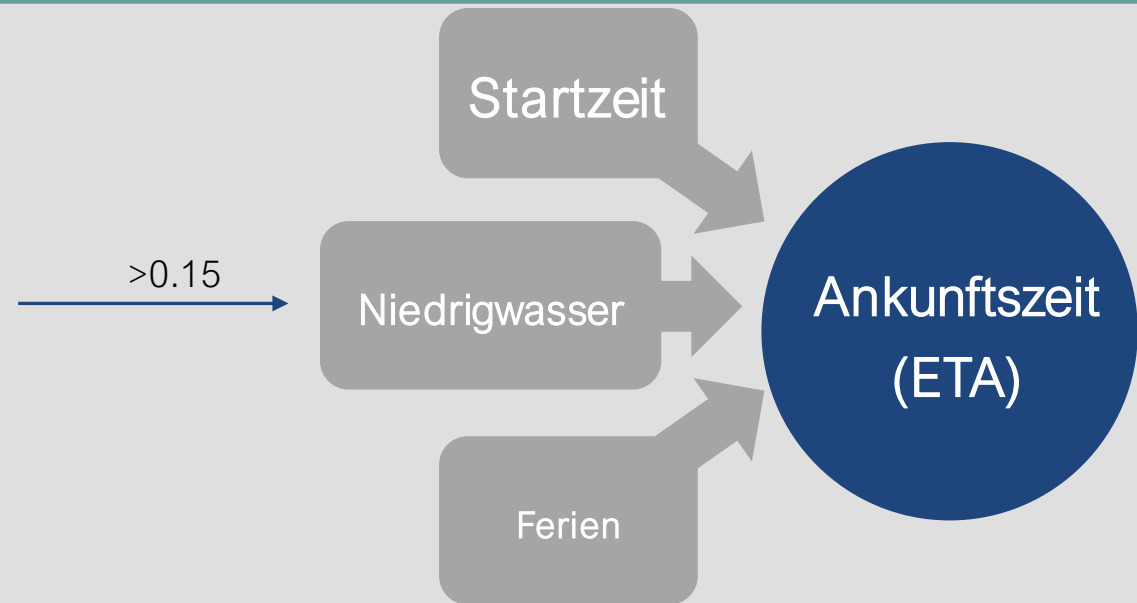 Startzeit
>0.15
Niedrigwasser
Ankunftszeit
(ETA)
Ferien